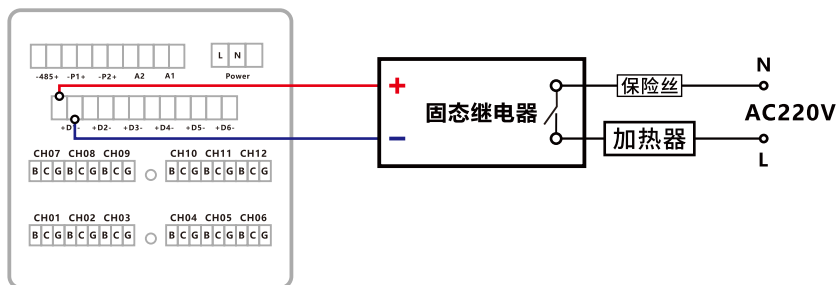 L N
-485+ -P1+ -P2+ A2 A1 Power
+D1- +D2- +D3- +D4- +D5- +D6-
CH07 CH08 CH09 CH10 CH11 CH12
B C G B C G B C G B C G B C G B C G
CH01 CH02 CH03 CH04 CH05 CH06
B C G B C G B C G B C G B C G B C G
+
固态继电器
-
保险丝
加热器
N
AC220V
L